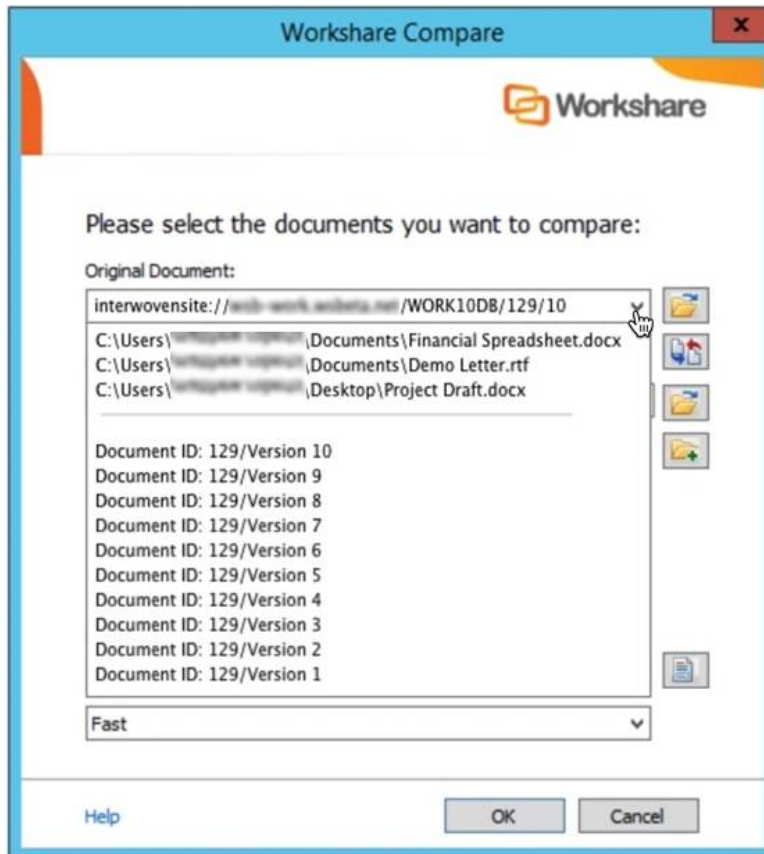 Workshare Compare
x
Workshare
Please select the documents you want to compare:
Original Document:
interwovensite:// /WORK10DB/129/10
C:\Users\ \Documents\Financial Spreadsheet.docx
C:\Users\ \Documents\Demo Letter.rtf
C:\Users\ \Desktop\Project Draft.docx
Document ID: 129/Version 10
Document ID: 129/Version 9
Document ID: 129/Version 8
Document ID: 129/Version 7
Document ID: 129/Version 6
Document ID: 129/Version 5
Document ID: 129/Version 4
Document ID: 129/Version 3
Document ID: 129/Version 2
Document ID: 129/Version 1
Fast
Help OK Cancel